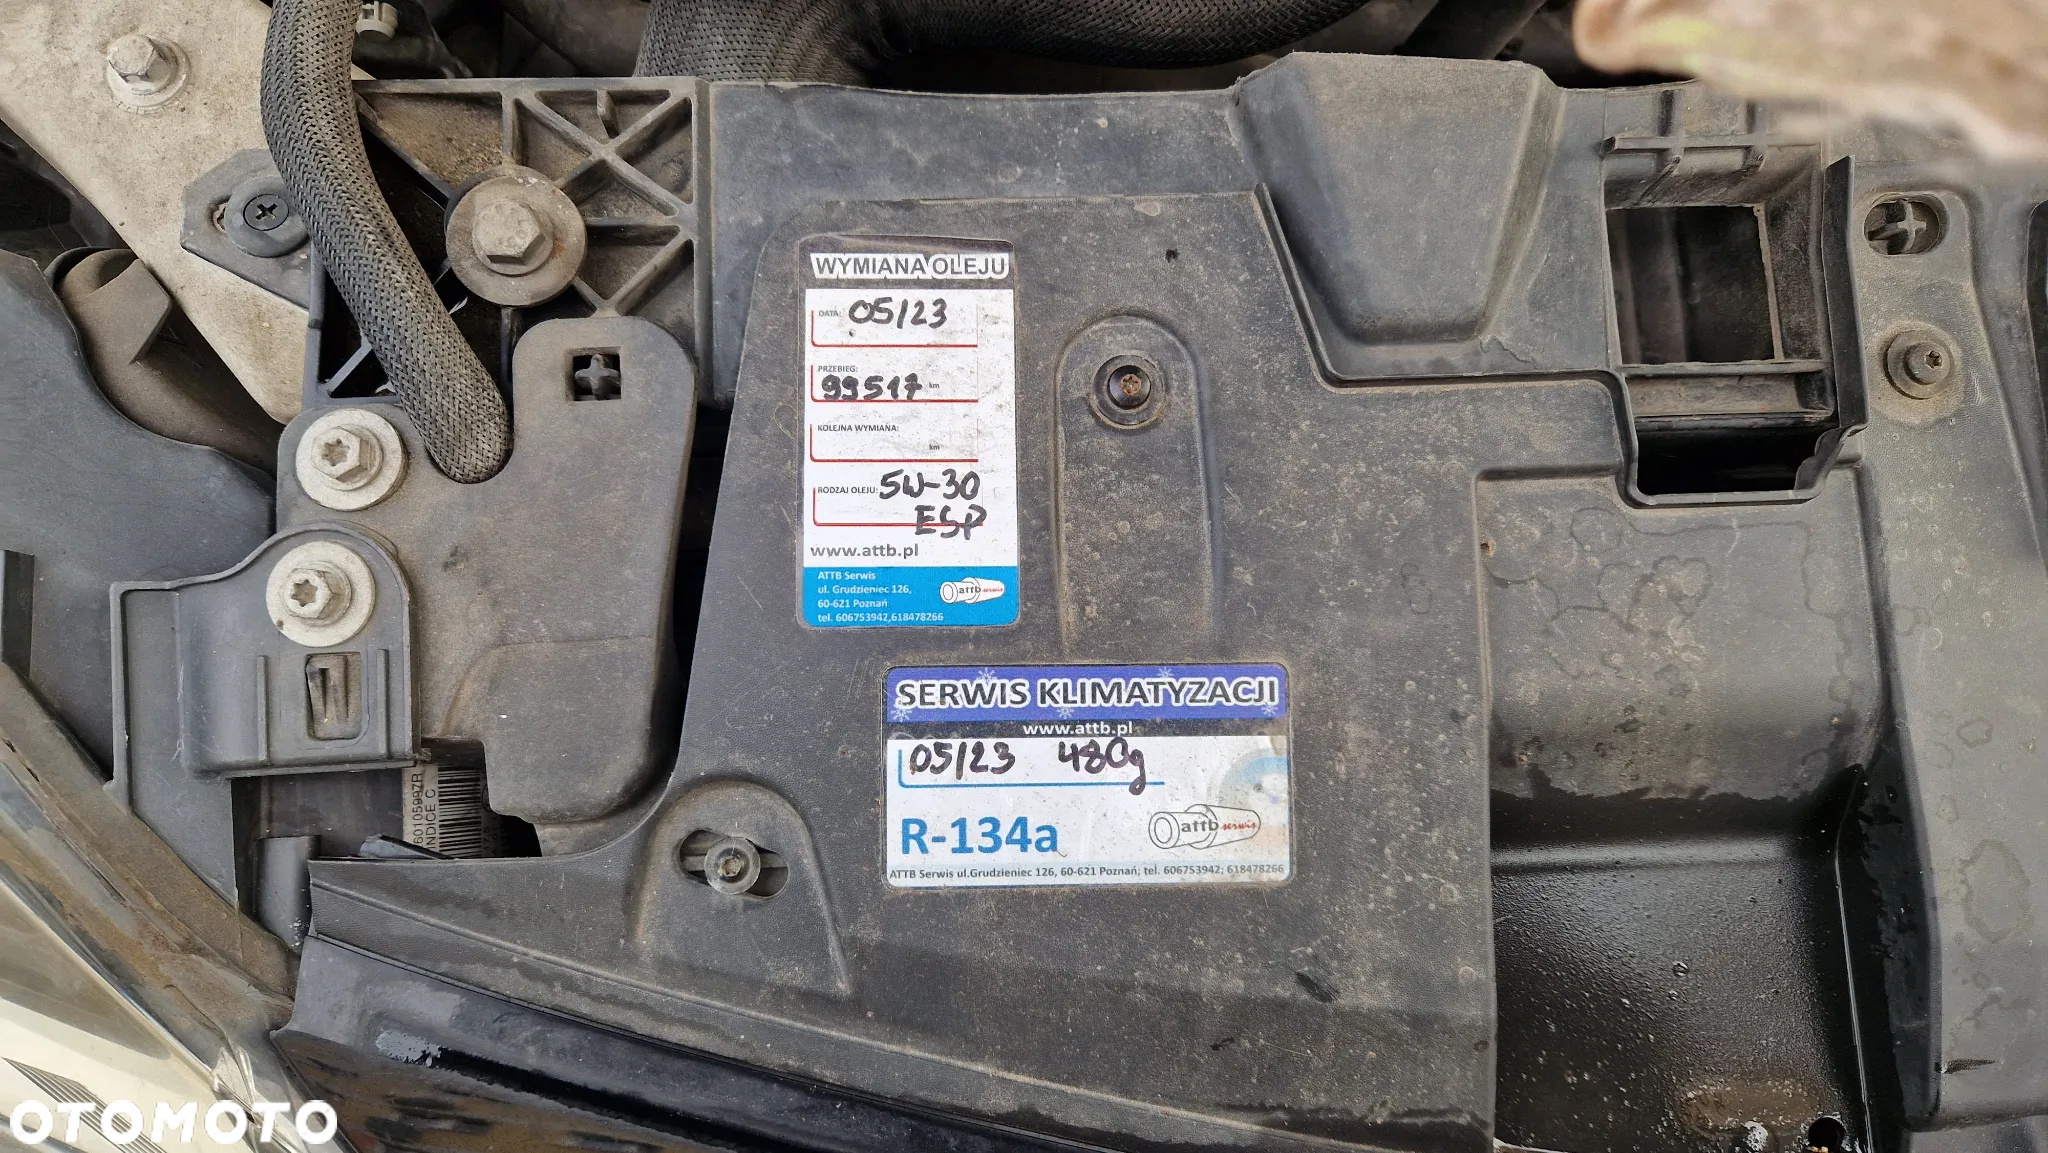 WYMIANA OLEJU
DATA: 05/23
PRZEBIEG:
99517 km
KOLEJNA WYMIANA:
km
RODZAJ OLEJU: 5W-30
ESP
www.attb.pl
ATTB Serwis
ul. Grudzieniec 126,
60-621 Poznań
tel. 606753942,618478266
attb serwis
SERWIS KLIMATYZACJI
www.attb.pl
05/23 480g
R-134a
attb serwis
ATTB Serwis ul.Grudzieniec 126, 60-621 Poznań; tel. 606753942; 618478266
INDICE C
OTOMOTO